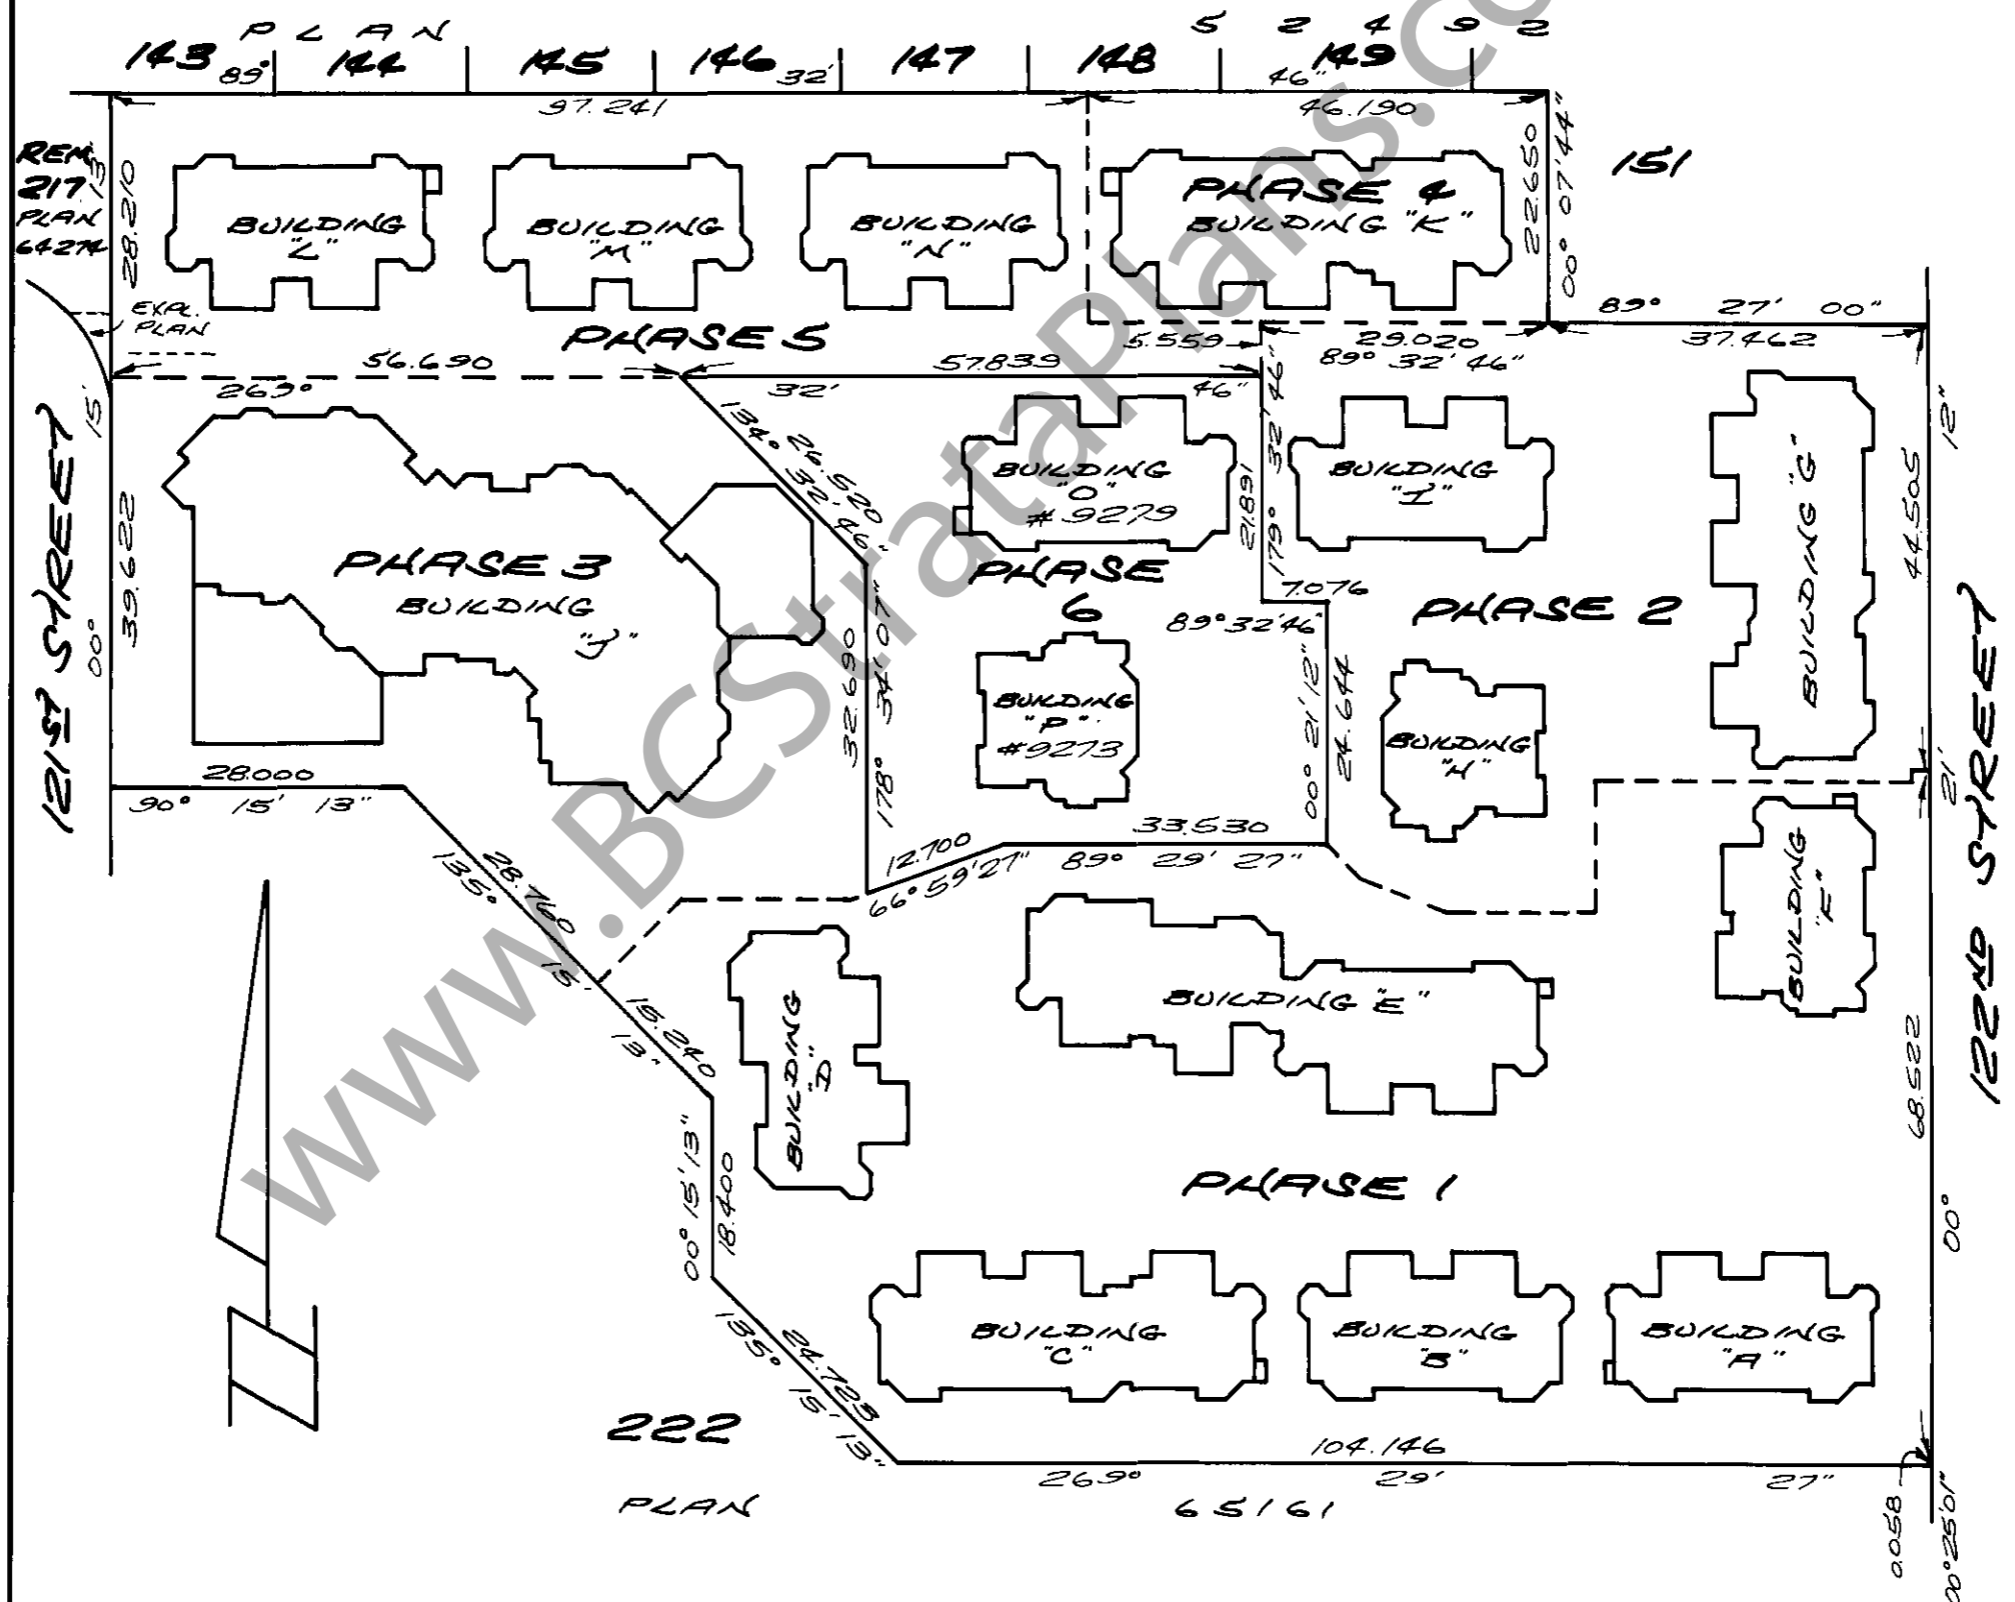 PLAN 52492
143 144 145 146 147 148 149
89° 32' 46"
97.241 46.190
REM.
217
PLAN
64274
151
28.210
22.650
00° 07' 44"
BUILDING
"L"
BUILDING
"M"
BUILDING
"N"
PHASE 4
BUILDING "K"
EXPL.
PLAN
PHASE 5
5.559
29.020
89° 32' 46"
89° 27' 00"
37.462
56.690
57.839
269° 32' 46"
00° 15' 13"
39.622
121ST STREET
26.520
134° 32' 46"
BUILDING
"O"
# 9279
21.891
179° 32' 46"
BUILDING
"I"
BUILDING "G"
44.505
PHASE 3
BUILDING
"J"
PHASE
6
7.076
89° 32' 46"
PHASE 2
32.690
178° 34' 07"
BUILDING
"P"
#9273
00° 21' 12"
24.644
BUILDING
"H"
28.000
90° 15' 13"
33.530
89° 29' 27"
12.700
66° 59' 27"
BUILDING
"F"
122ND STREET
28.760
135° 15' 13"
15.240
BUILDING
"D"
BUILDING "E"
68.522
00° 21' 12"
00° 15' 13"
18.400
PHASE 1
24.723
135° 15' 13"
BUILDING
"C"
BUILDING
"B"
BUILDING
"A"
222
PLAN 65161
104.146
269° 29' 27"
0.058
00° 25' 01"
N
www.BCStrataPlans.co